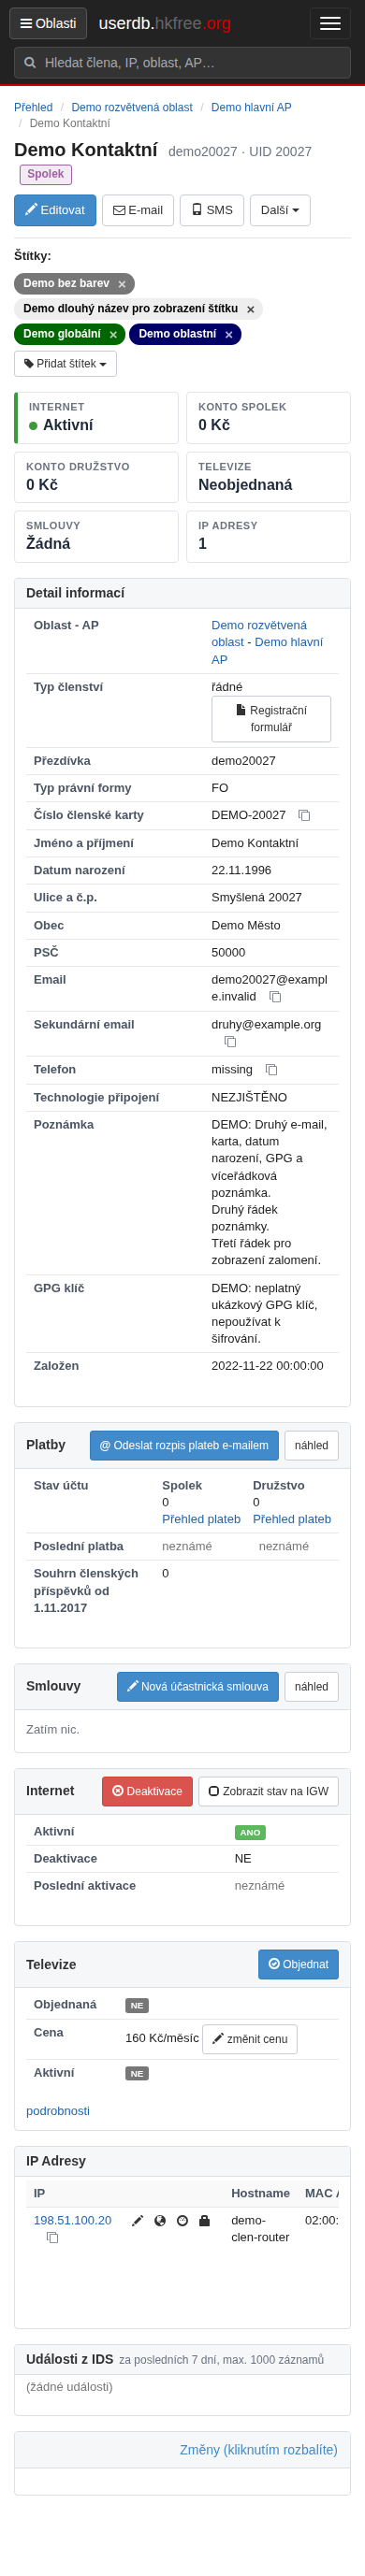 Oblasti userdb.hkfree.org
Hledat člena, IP, oblast, AP…
Přehled / Demo rozvětvená oblast / Demo hlavní AP
/ Demo Kontaktní
Demo Kontaktní demo20027 · UID 20027
Spolek
Editovat E-mail SMS Další
Štítky:
Demo bez barev ×
Demo dlouhý název pro zobrazení štítku ×
Demo globální × Demo oblastní ×
Přidat štítek
INTERNET KONTO SPOLEK
Aktivní 0 Kč
KONTO DRUŽSTVO TELEVIZE
0 Kč Neobjednaná
SMLOUVY IP ADRESY
Žádná 1
Detail informací
Oblast - AP Demo rozvětvená
oblast - Demo hlavní
AP
Typ členství řádné
Registrační
formulář
Přezdívka demo20027
Typ právní formy FO
Číslo členské karty DEMO-20027
Jméno a příjmení Demo Kontaktní
Datum narození 22.11.1996
Ulice a č.p. Smyšlená 20027
Obec Demo Město
PSČ 50000
Email demo20027@exampl
e.invalid
Sekundární email druhy@example.org
Telefon missing
Technologie připojení NEZJIŠTĚNO
Poznámka DEMO: Druhý e-mail,
karta, datum
narození, GPG a
víceřádková
poznámka.
Druhý řádek
poznámky.
Třetí řádek pro
zobrazení zalomení.
GPG klíč DEMO: neplatný
ukázkový GPG klíč,
nepoužívat k
šifrování.
Založen 2022-11-22 00:00:00
Platby @ Odeslat rozpis plateb e-mailem náhled
Stav účtu Spolek Družstvo
0 0
Přehled plateb Přehled plateb
Poslední platba neznámé neznámé
Souhrn členských 0
příspěvků od
1.11.2017
Smlouvy Nová účastnická smlouva náhled
Zatím nic.
Internet Deaktivace Zobrazit stav na IGW
Aktivní ANO
Deaktivace NE
Poslední aktivace neznámé
Televize Objednat
Objednaná NE
Cena 160 Kč/měsíc změnit cenu
Aktivní NE
podrobnosti
IP Adresy
IP Hostname MAC A
198.51.100.20 demo- 02:00:
clen-router
Události z IDS za posledních 7 dní, max. 1000 záznamů
(žádné události)
Změny (kliknutím rozbalíte)